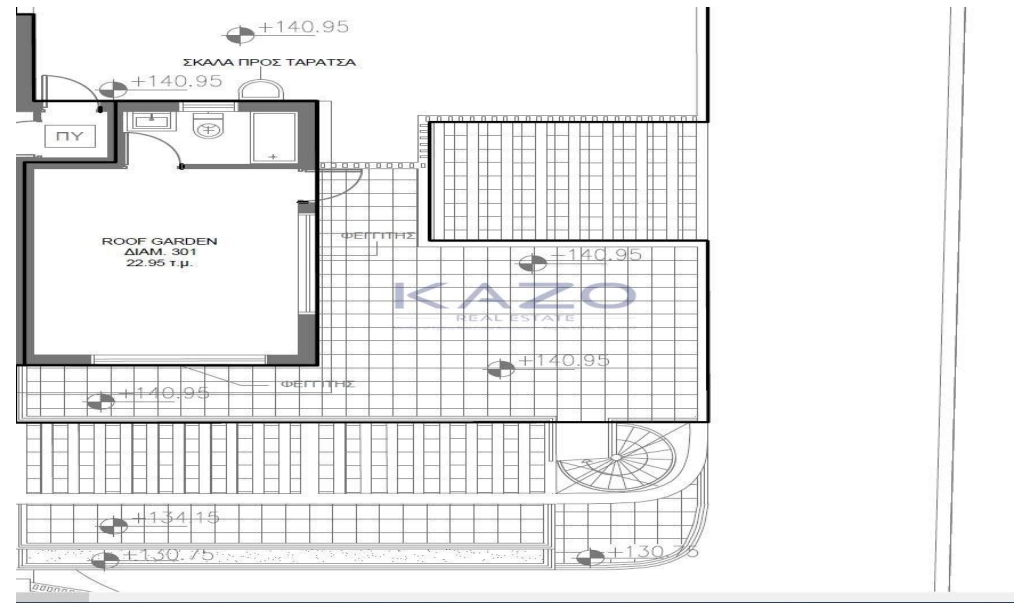 +140.95
ΣΚΑΛΑ ΠΡΟΣ ΤΑΡΑΤΣΑ
+140.95
ΠΥ
ROOF GARDEN
ΔΙΑΜ. 301
22.95 τ.μ.
ΦΕΓΓΙΤΗΣ
+140.95
KAZO
REAL ESTATE
+140.95
ΦΕΓΓΙΤΗΣ
+140.95
+134.15
+130.75
+130.75